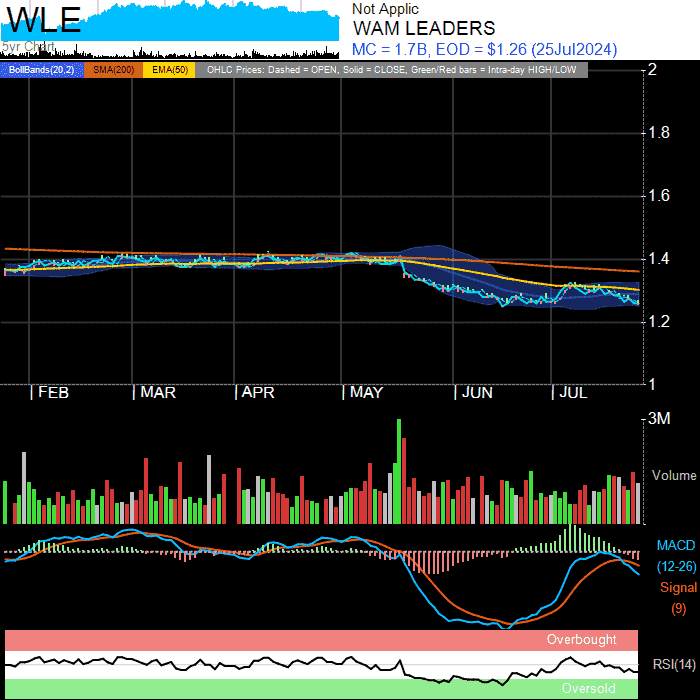 WLE
5yr Chart
Not Applic
WAM LEADERS
MC = 1.7B, EOD = $1.26 (25Jul2024)
BollBands(20,2) SMA(200) EMA(50) OHLC Prices: Dashed = OPEN, Solid = CLOSE, Green/Red bars = Intra-day HIGH/LOW
2
1.8
1.6
1.4
1.2
1
FEB MAR APR MAY JUN JUL
3M
Volume
MACD
(12-26)
Signal
(9)
Overbought
RSI(14)
Oversold